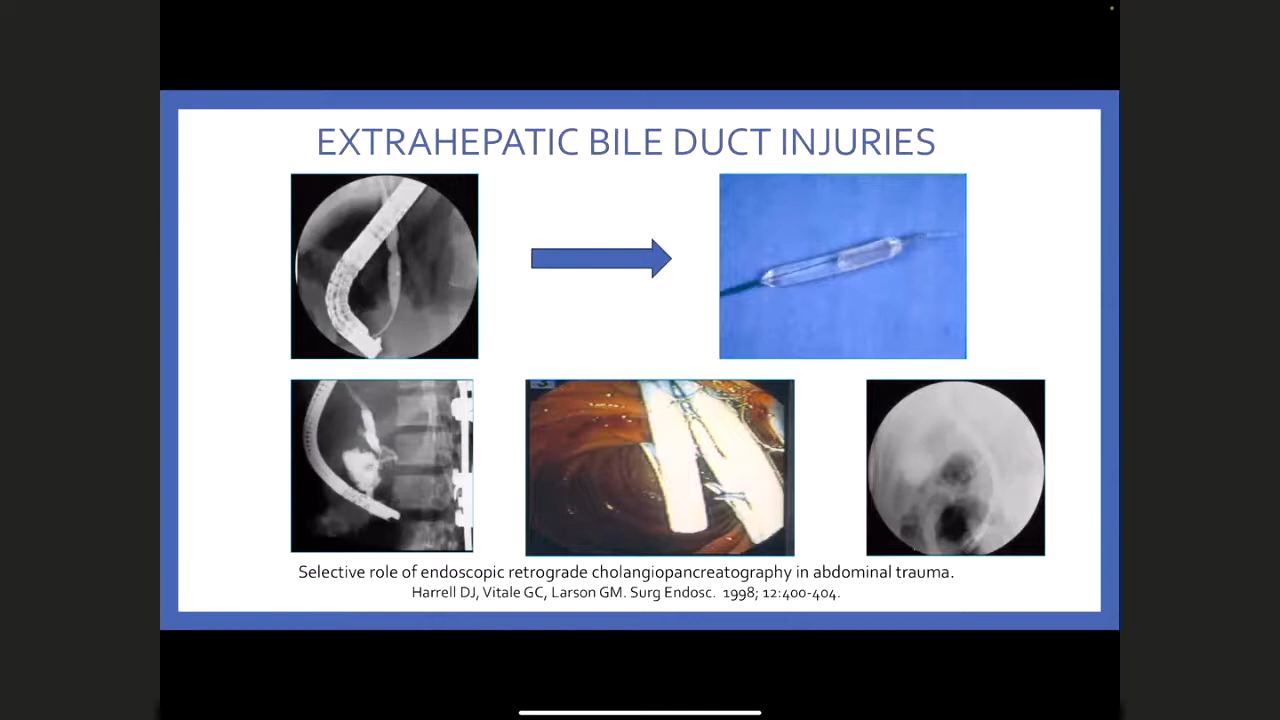 EXTRAHEPATIC BILE DUCT INJURIES
Selective role of endoscopic retrograde cholangiopancreatography in abdominal trauma.
Harrell DJ, Vitale GC, Larson GM. Surg Endosc. 1998; 12:400-404.